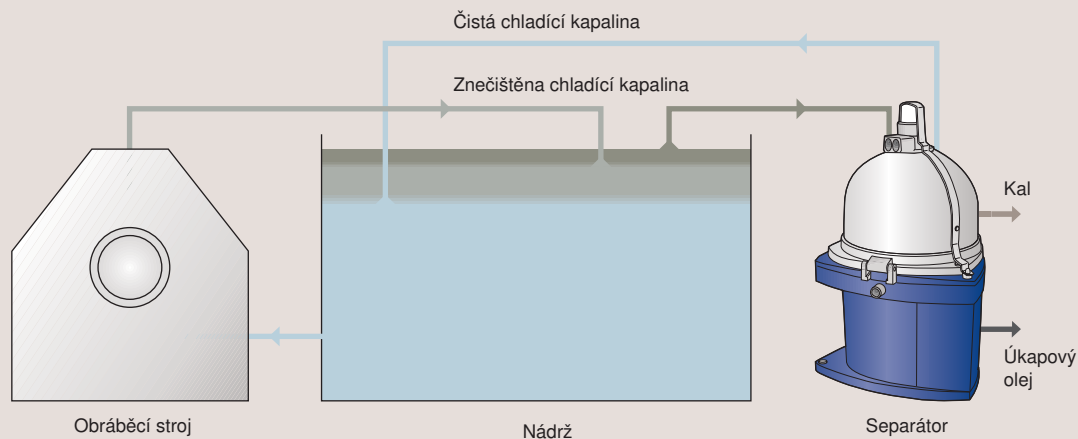 Čistá chladící kapalina
Znečištěna chladící kapalina
Kal
Úkapový
olej
Obráběcí stroj
Nádrž
Separátor